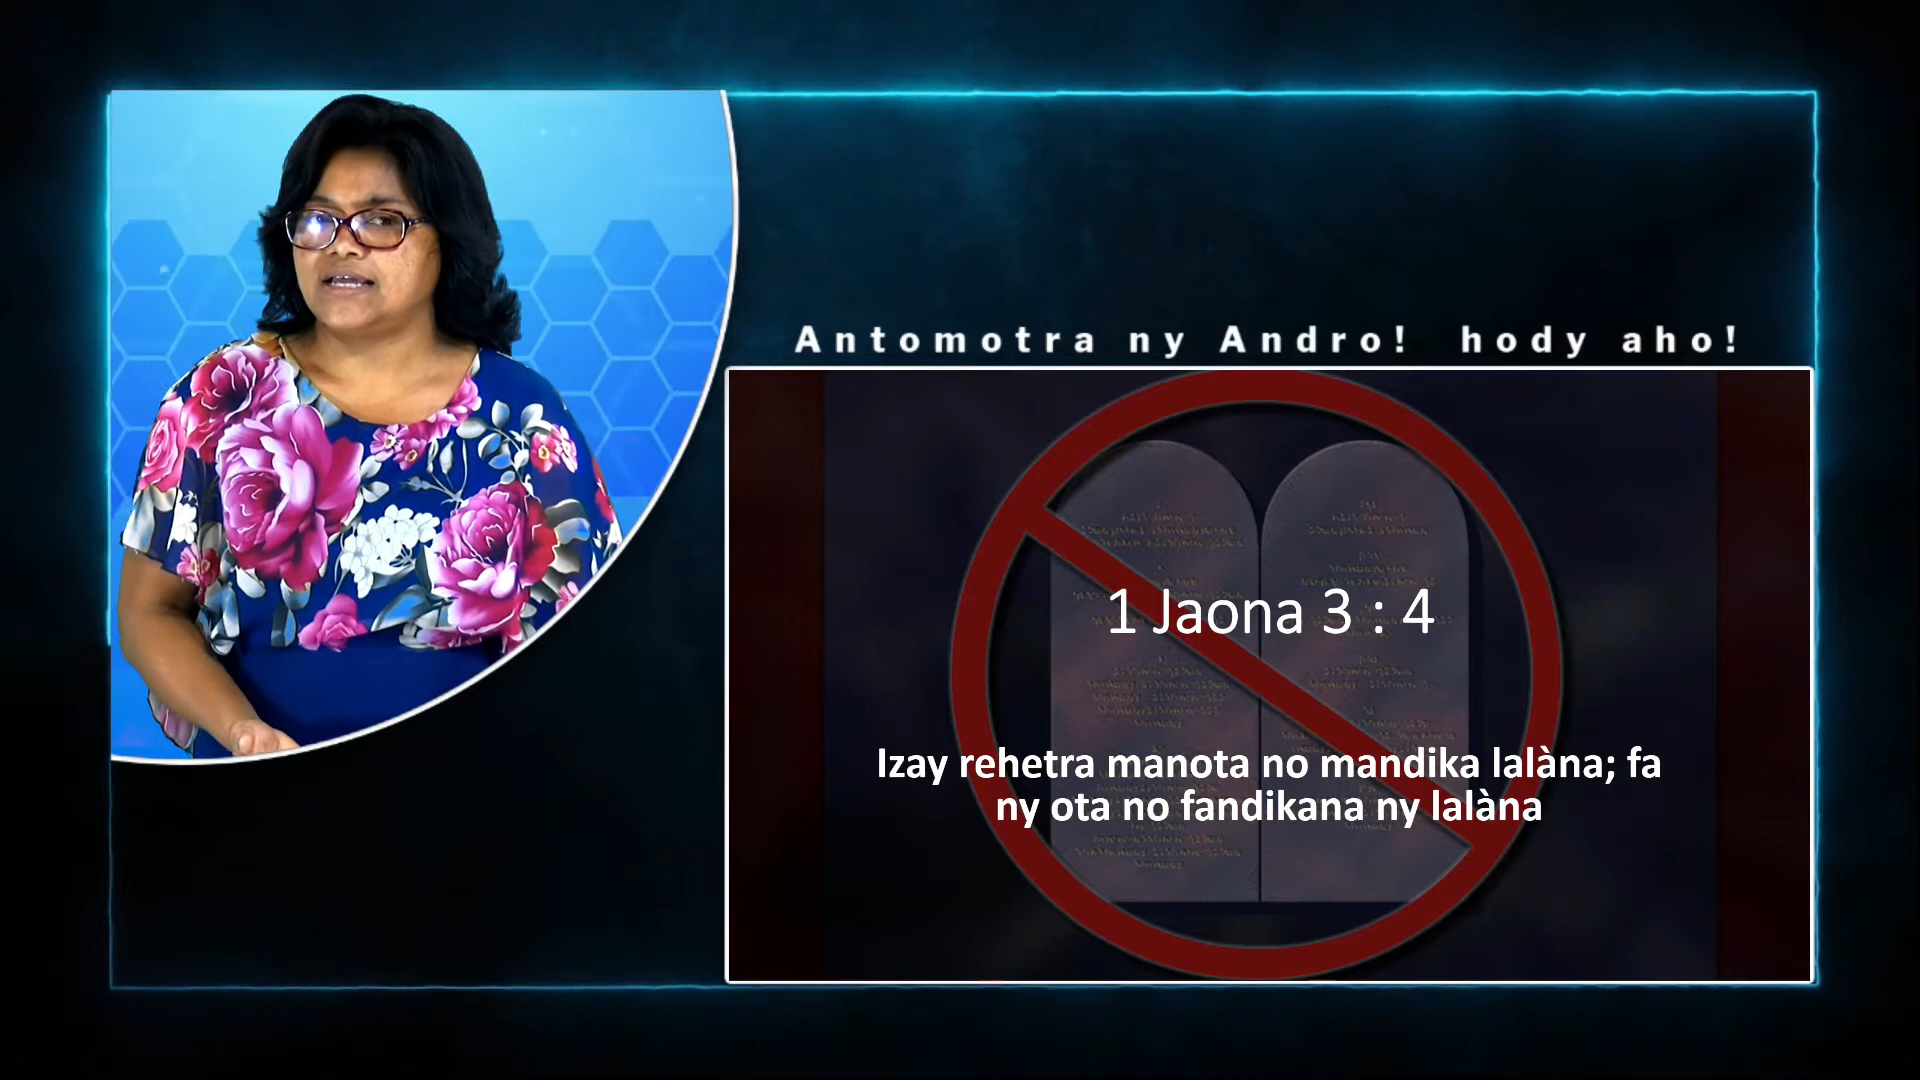 Antomotra ny Andro! hody aho!
1 Jaona 3 : 4
Izay rehetra manota no mandika lalàna; fa
ny ota no fandikana ny lalàna